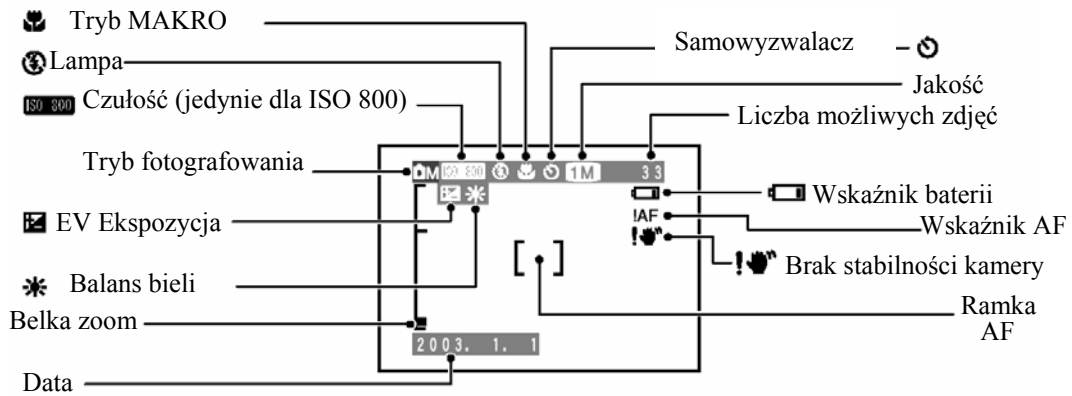 Tryb MAKRO
Lampa
ISO 800 Czułość (jedynie dla ISO 800)
Tryb fotografowania
EV Ekspozycja
Balans bieli
Belka zoom
Data
Samowyzwalacz
Jakość
Liczba możliwych zdjęć
Wskaźnik baterii
Wskaźnik AF
! Brak stabilności kamery
Ramka
AF
M ISO 800 1M 33
!AF
!
2003. 1. 1